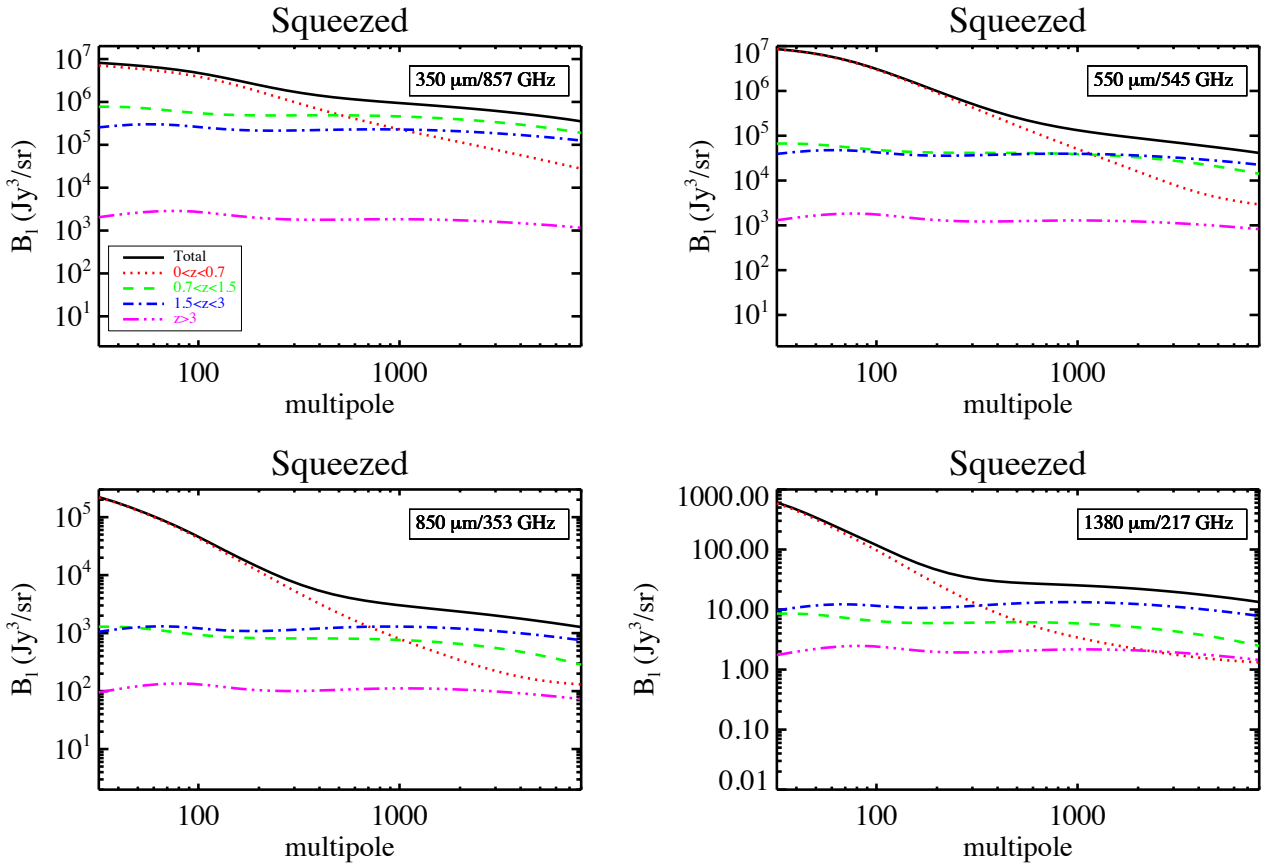 Squeezed
10^7
10^6
10^5
10^4
10^3
10^2
10^1
B_l (Jy^3/sr)
350 μm/857 GHz
Total
0<z<0.7
0.7<z<1.5
1.5<z<3
z>3
100 1000
multipole
Squeezed
10^7
10^6
10^5
10^4
10^3
10^2
10^1
B_l (Jy^3/sr)
550 μm/545 GHz
100 1000
multipole
Squeezed
10^5
10^4
10^3
10^2
10^1
B_l (Jy^3/sr)
850 μm/353 GHz
100 1000
multipole
Squeezed
1000.00
100.00
10.00
1.00
0.10
0.01
B_l (Jy^3/sr)
1380 μm/217 GHz
100 1000
multipole